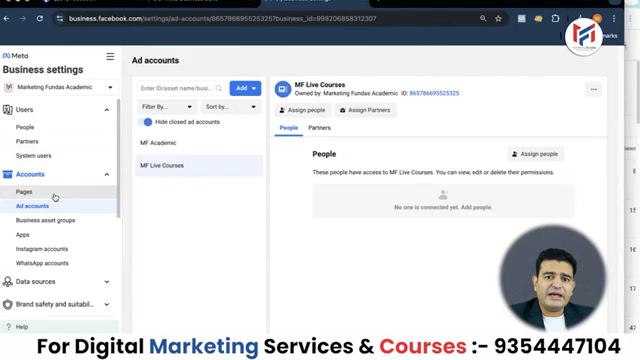 business.facebook.com/settings/ad-accounts/865786695525325?business_id=998206858312307
Meta
Business settings
Marketing Fundas Academic
Users
People
Partners
System users
Accounts
Pages
Ad accounts
Business asset groups
Apps
Instagram accounts
WhatsApp accounts
Data sources
Brand safety and suitabil...
Help
Ad accounts
Enter ID/asset name/busi...
Add
Filter By...
Sort by...
Hide closed ad accounts
MF Academic
MF Live Courses
MF Live Courses
Owned by: Marketing Fundas Academic ID: 865786695525325
Assign people
Assign Partners
People
Partners
People
Assign people
These people have access to MF Live Courses. You can view, edit or delete their permissions.
No one is connected yet. Add people.
For Digital Marketing Services & Courses :- 9354447104